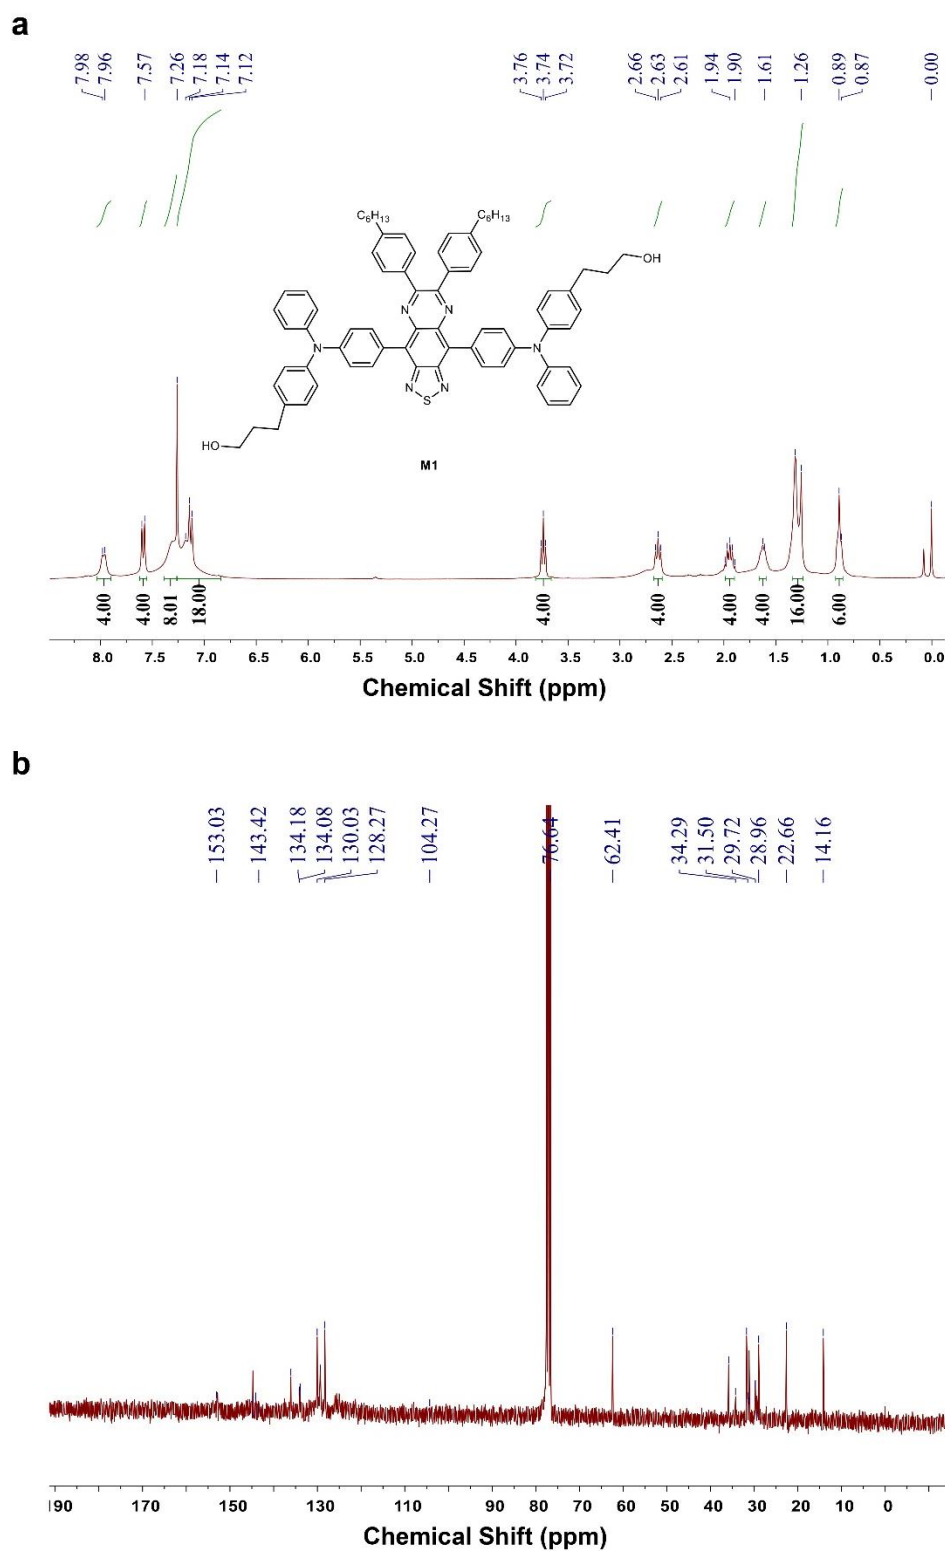 a
7.98 7.96 7.57 7.26 7.18 7.14 7.12 3.76 3.74 3.72 2.66 2.63 2.61 1.94 1.90 1.61 1.26 0.89 0.87 0.00
C6H13 C6H13
OH
N N
N N
N N
S
HO
M1
4.00 4.00 8.01 18.00 4.00 4.00 4.00 4.00 16.00 6.00
8.0 7.5 7.0 6.5 6.0 5.5 5.0 4.5 4.0 3.5 3.0 2.5 2.0 1.5 1.0 0.5 0.0
Chemical Shift (ppm)
b
153.03 143.42 134.18 134.08 130.03 128.27 104.27 76.64 62.41 34.29 31.50 29.72 28.96 22.66 14.16
190 170 150 130 110 90 80 70 60 50 40 30 20 10 0
Chemical Shift (ppm)